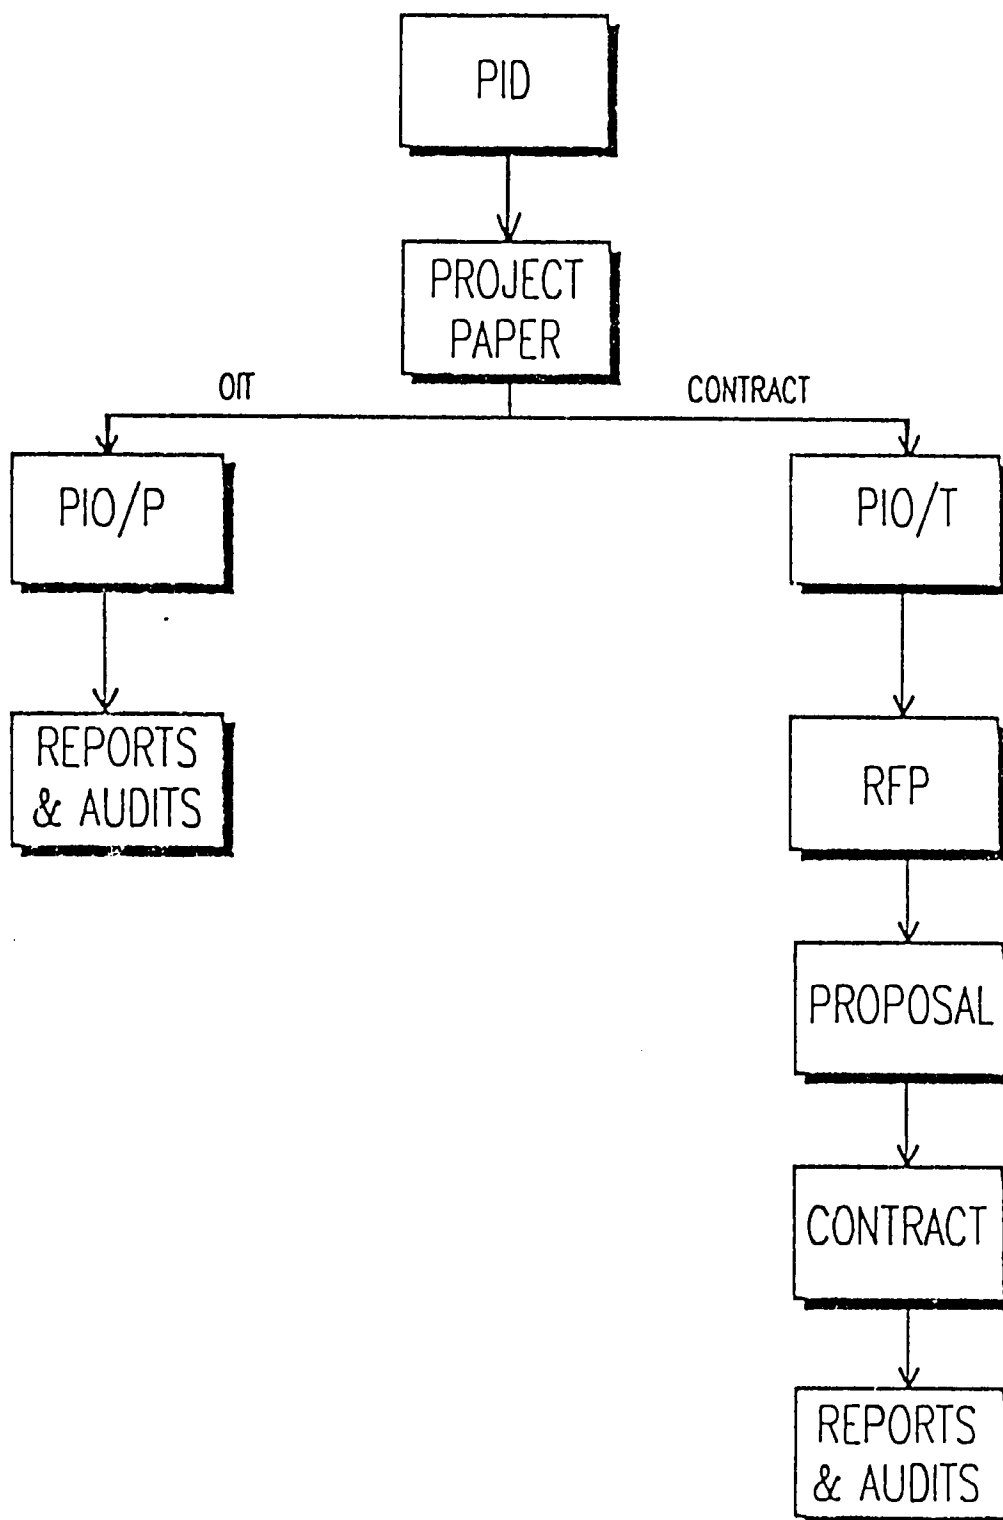 PID
PROJECT
PAPER
OIT
CONTRACT
PIO/P
PIO/T
REPORTS
& AUDITS
RFP
PROPOSAL
CONTRACT
REPORTS
& AUDITS